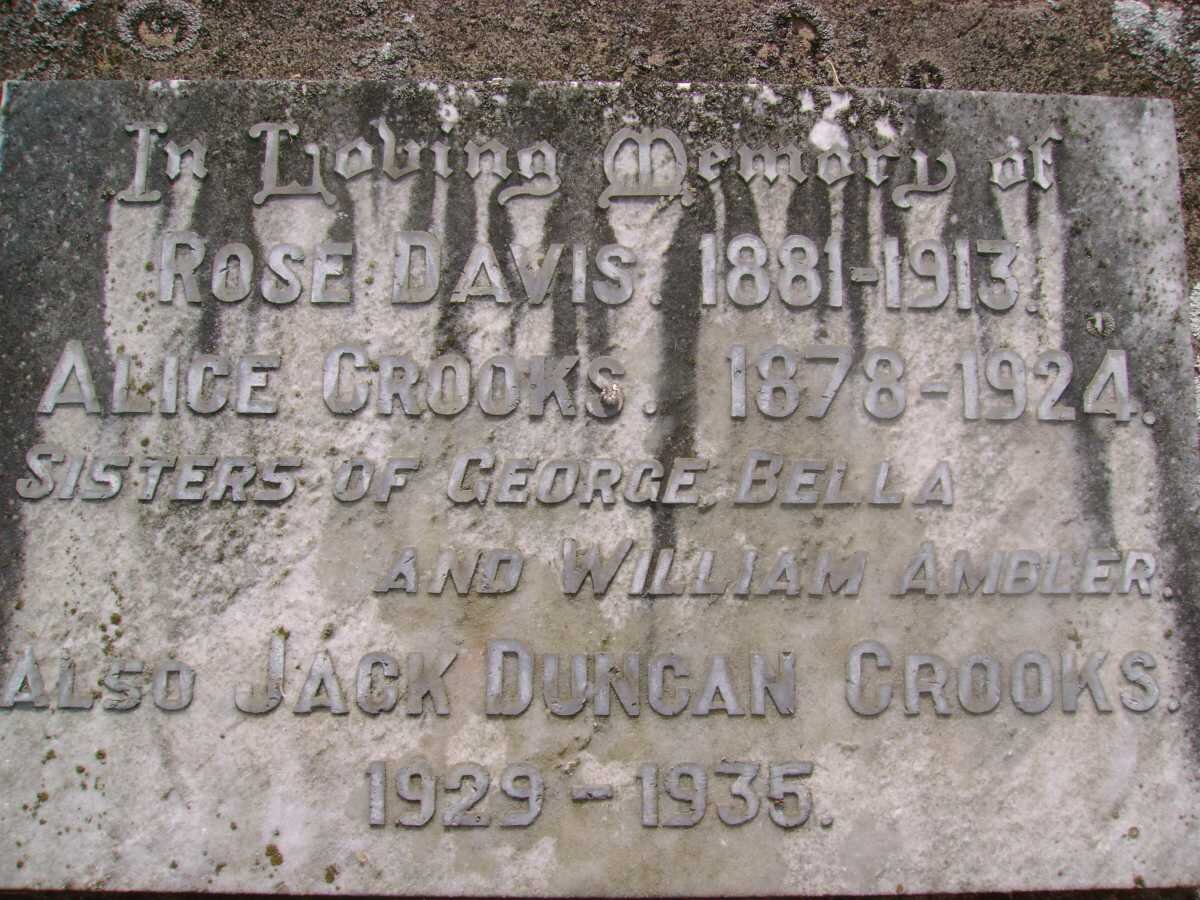 In Loving Memory of
ROSE DAVIS. 1881-1913.
ALICE CROOKS. 1878-1924.
SISTERS OF GEORGE, BELLA
AND WILLIAM AMBLER.
ALSO JACK DUNCAN CROOKS.
1929-1935.